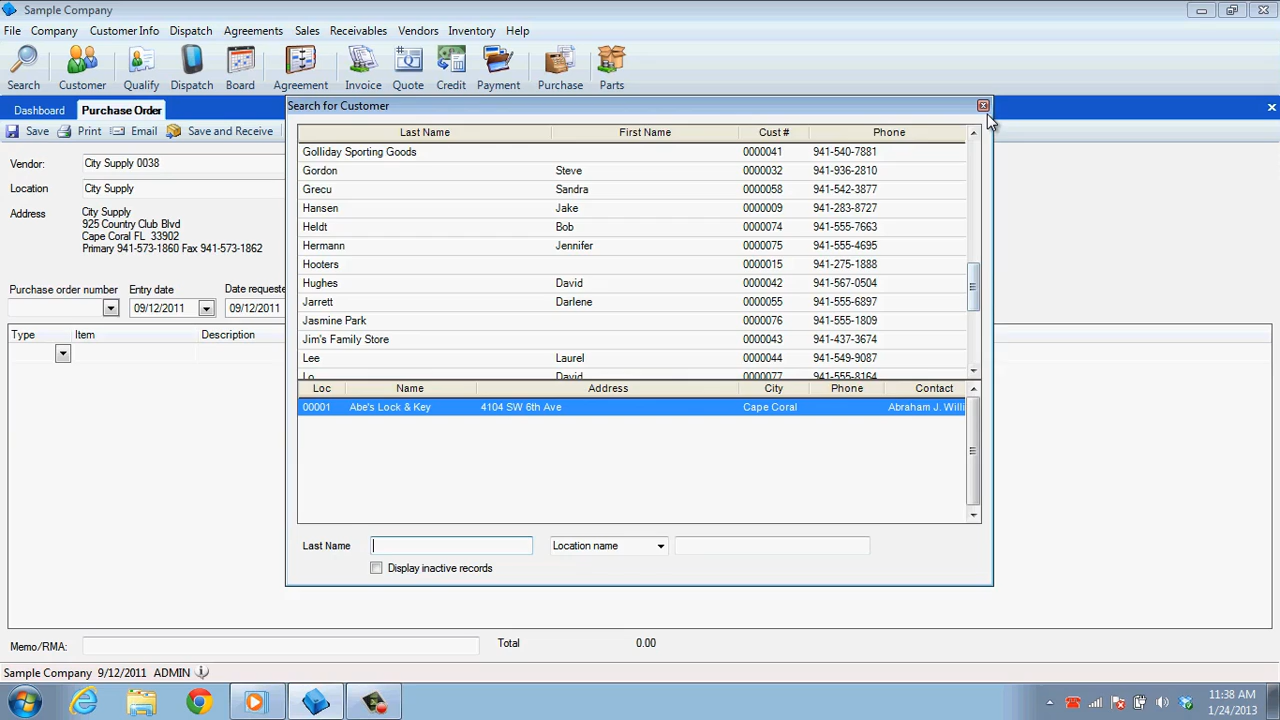 Sample Company
File Company Customer Info Dispatch Agreements Sales Receivables Vendors Inventory Help
Search Customer Qualify Dispatch Board Agreement Invoice Quote Credit Payment Purchase Parts
Dashboard Purchase Order
Save Print Email Save and Receive
Vendor: City Supply 0038
Location City Supply
Address City Supply
925 Country Club Blvd
Cape Coral FL 33902
Primary 941-573-1860 Fax 941-573-1862
Purchase order number Entry date Date requeste
09/12/2011 09/12/2011
Type Item Description
Search for Customer
Last Name First Name Cust # Phone
Golliday Sporting Goods 0000041 941-540-7881
Gordon Steve 0000032 941-936-2810
Grecu Sandra 0000058 941-542-3877
Hansen Jake 0000009 941-283-8727
Heldt Bob 0000074 941-555-7663
Hermann Jennifer 0000075 941-555-4695
Hooters 0000015 941-275-1888
Hughes David 0000042 941-567-0504
Jarrett Darlene 0000055 941-555-6897
Jasmine Park 0000076 941-555-1809
Jim's Family Store 0000043 941-437-3674
Lee Laurel 0000044 941-549-9087
Lo David 0000077 941-555-8164
Loc Name Address City Phone Contact
00001 Abe's Lock & Key 4104 SW 6th Ave Cape Coral Abraham J. Willi
Last Name Location name
Display inactive records
Memo/RMA: Total 0.00
Sample Company 9/12/2011 ADMIN
11:38 AM
1/24/2013